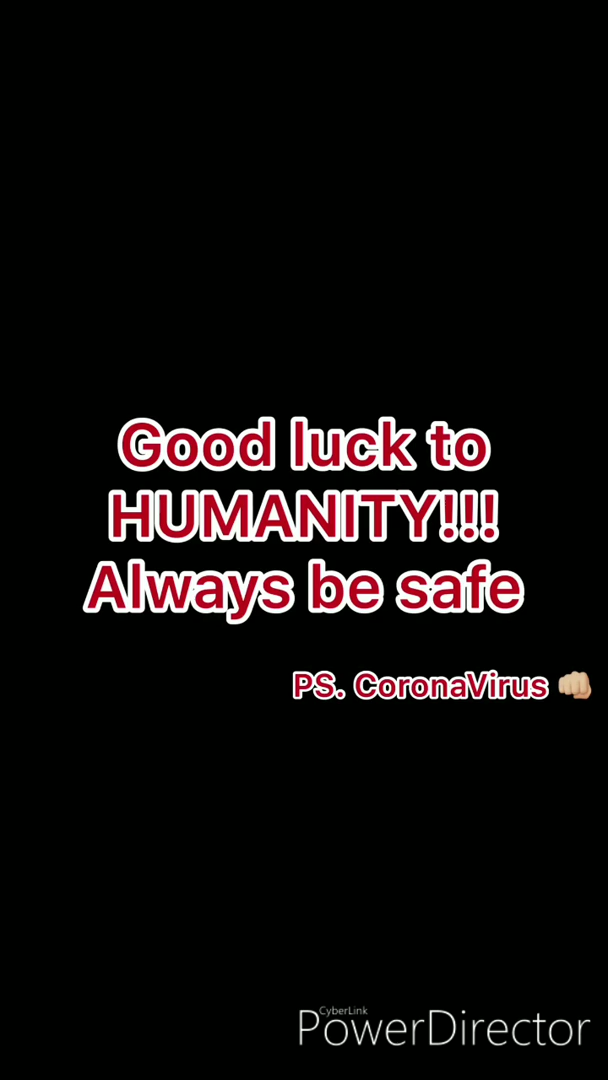 Good luck to
HUMANITY!!!
Always be safe
PS. CoronaVirus 👊🏼
CyberLink
PowerDirector